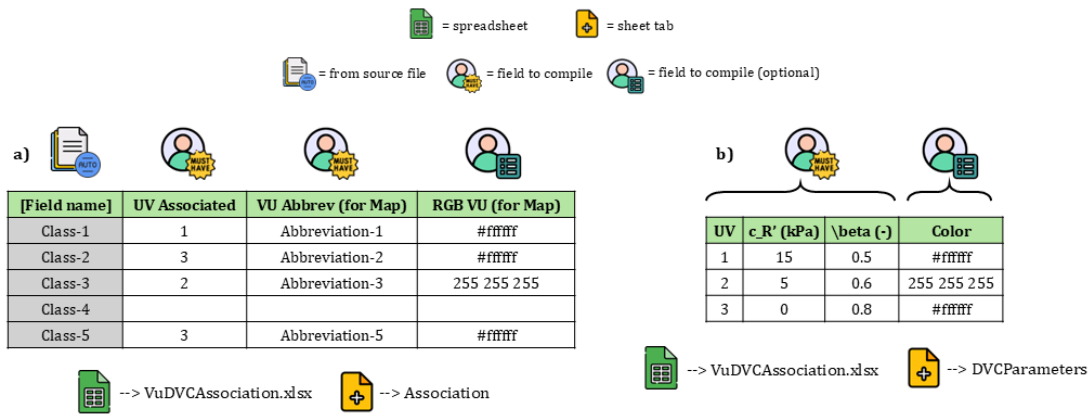 = spreadsheet
= sheet tab
= from source file
= field to compile
= field to compile (optional)
AUTO
MUST HAVE
a)
AUTO
MUST HAVE
MUST HAVE
[Field name] UV Associated VU Abbrev (for Map) RGB VU (for Map)
Class-1 1 Abbreviation-1 #ffffff
Class-2 3 Abbreviation-2 #ffffff
Class-3 2 Abbreviation-3 255 255 255
Class-4
Class-5 3 Abbreviation-5 #ffffff
--> VuDVCAssociation.xlsx
--> Association
b)
MUST HAVE
UV c_R’ (kPa) \beta (-) Color
1 15 0.5 #ffffff
2 5 0.6 255 255 255
3 0 0.8 #ffffff
--> VuDVCAssociation.xlsx
--> DVCParameters